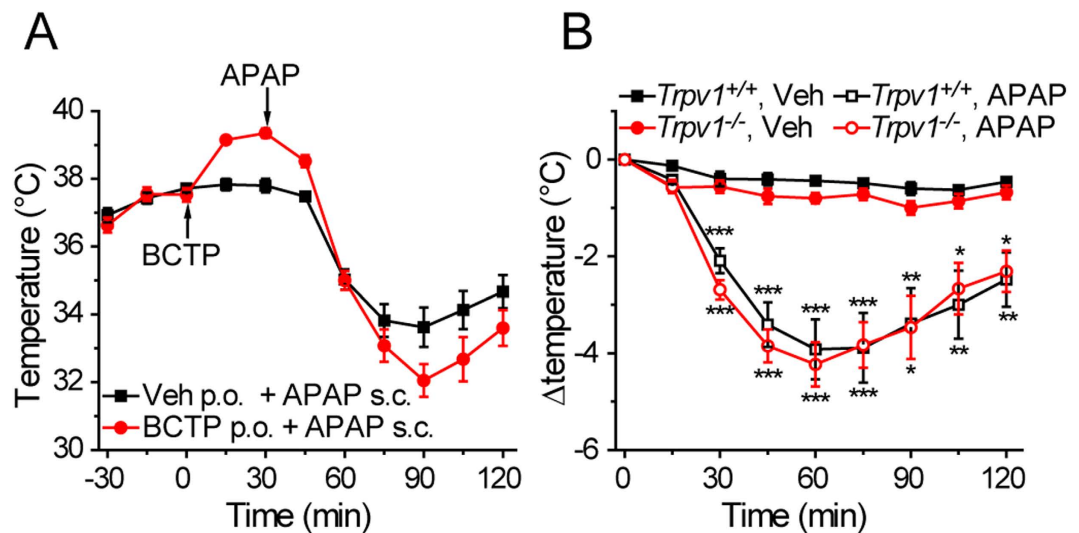 A
APAP
BCTP
Temperature (°C)
40
38
36
34
32
30
Veh p.o. + APAP s.c.
BCTP p.o. + APAP s.c.
-30 0 30 60 90 120
Time (min)
B
Trpv1+/+, Veh Trpv1+/+, APAP
Trpv1-/-, Veh Trpv1-/-, APAP
Δtemperature (°C)
0
-2
-4
-6
*** *** *** *** ** * *
*** *** *** *** * ** **
0 30 60 90 120
Time (min)